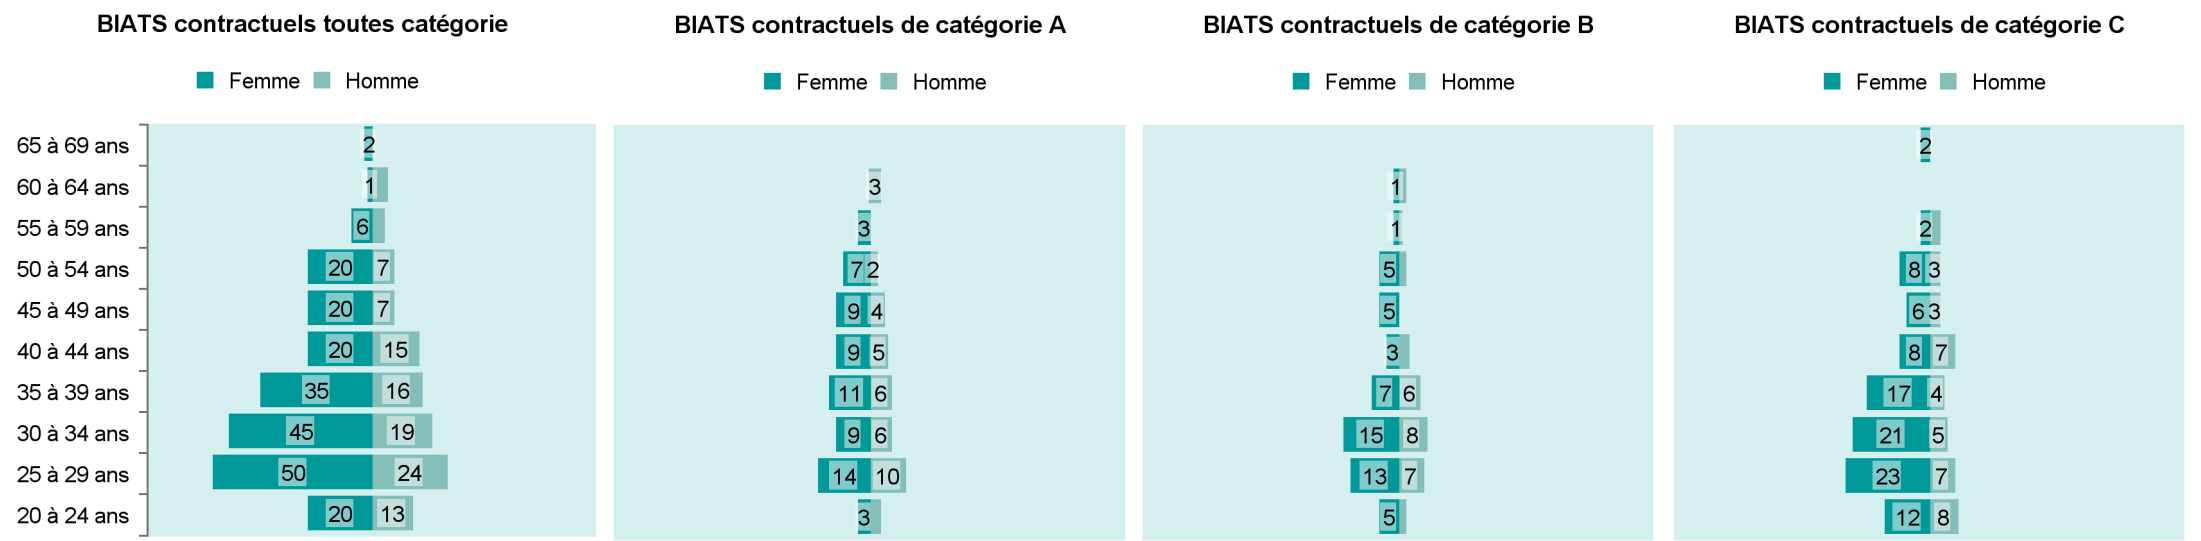 BIATS contractuels toutes catégorie
Femme Homme
65 à 69 ans 2
60 à 64 ans 1
55 à 59 ans 6
50 à 54 ans 20 7
45 à 49 ans 20 7
40 à 44 ans 20 15
35 à 39 ans 35 16
30 à 34 ans 45 19
25 à 29 ans 50 24
20 à 24 ans 20 13
BIATS contractuels de catégorie A
Femme Homme
3
3
7 2
9 4
9 5
11 6
9 6
14 10
3
BIATS contractuels de catégorie B
Femme Homme
1
1
5
5
3
7 6
15 8
13 7
5
BIATS contractuels de catégorie C
Femme Homme
2
2
8 3
6 3
8 7
17 4
21 5
23 7
12 8